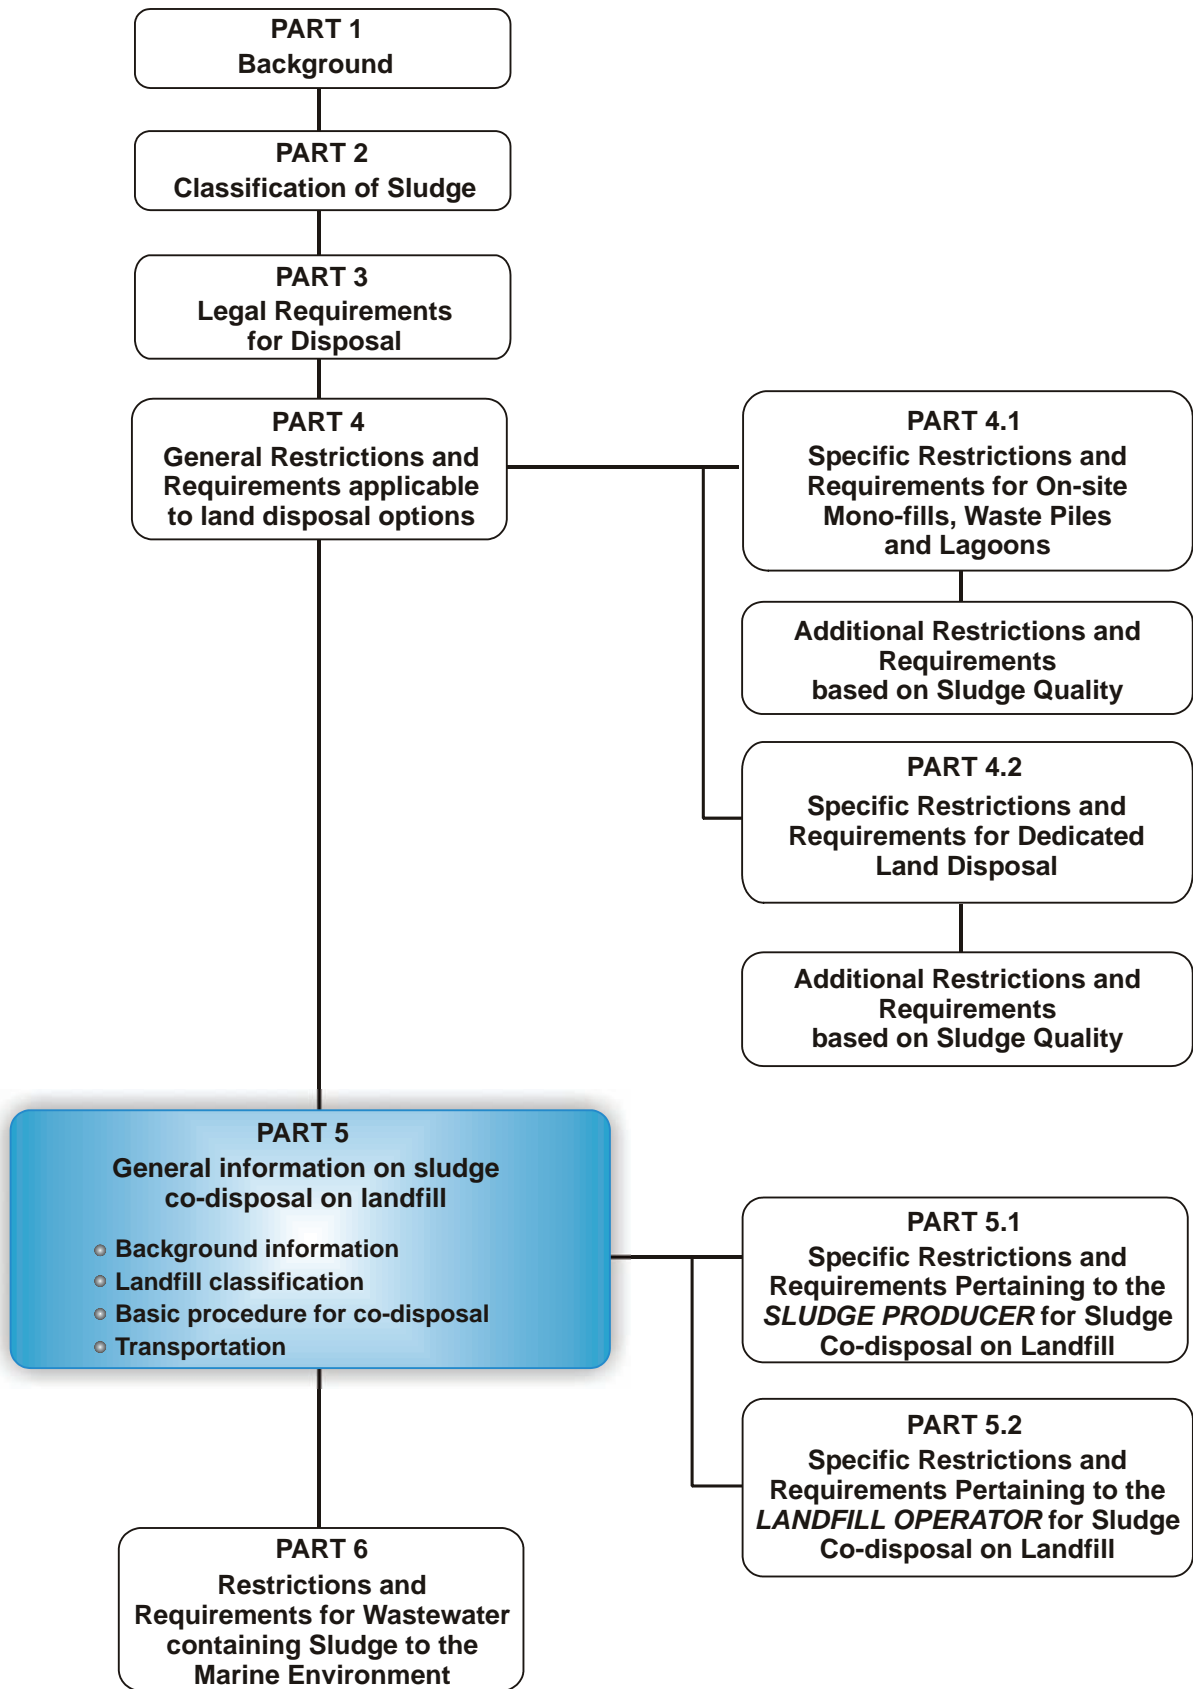 PART 1
Background
PART 2
Classification of Sludge
PART 3
Legal Requirements
for Disposal
PART 4
General Restrictions and
Requirements applicable
to land disposal options
PART 4.1
Specific Restrictions and
Requirements for On-site
Mono-fills, Waste Piles
and Lagoons
Additional Restrictions and
Requirements
based on Sludge Quality
PART 4.2
Specific Restrictions and
Requirements for Dedicated
Land Disposal
Additional Restrictions and
Requirements
based on Sludge Quality
PART 5
General information on sludge
co-disposal on landfill
Background information
Landfill classification
Basic procedure for co-disposal
Transportation
PART 5.1
Specific Restrictions and
Requirements Pertaining to the
SLUDGE PRODUCER for Sludge
Co-disposal on Landfill
PART 5.2
Specific Restrictions and
Requirements Pertaining to the
LANDFILL OPERATOR for Sludge
Co-disposal on Landfill
PART 6
Restrictions and
Requirements for Wastewater
containing Sludge to the
Marine Environment